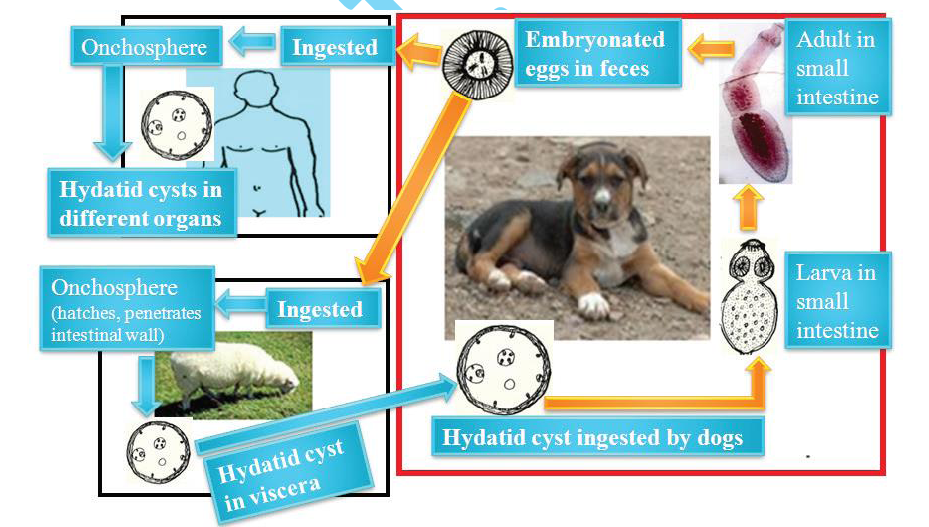 Onchosphere
Ingested
Embryonated
eggs in feces
Adult in
small
intestine
Hydatid cysts in
different organs
Onchosphere
(hatches, penetrates
intestinal wall)
Ingested
Larva in
small
intestine
Hydatid cyst ingested by dogs
Hydatid cyst
in viscera